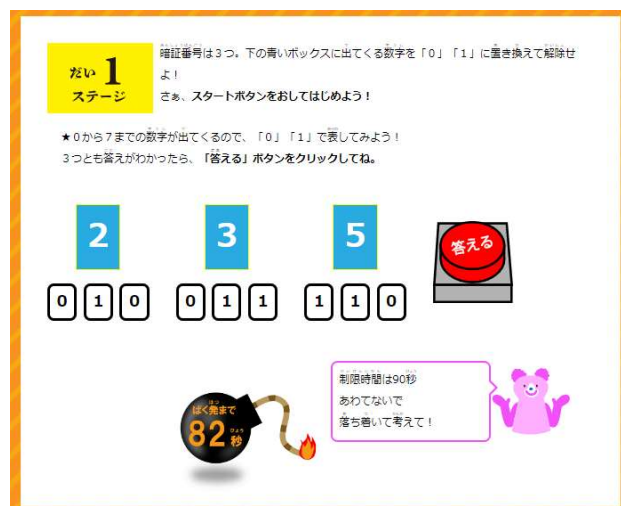 だい1
ステージ
暗証番号は3つ。下の青いボックスに出てくる数字を「0」「1」に置き換えて解除せ
よ！
さぁ、スタートボタンをおしてはじめよう！
★0から7までの数字が出てくるので、「0」「1」で表してみよう！
3つとも答えがわかったら、「答える」ボタンをクリックしてね。
2 3 5
答える
0 1 0 0 1 1 1 1 0
制限時間は90秒
あわてないで
落ち着いて考えて！
ばく発まで
82秒